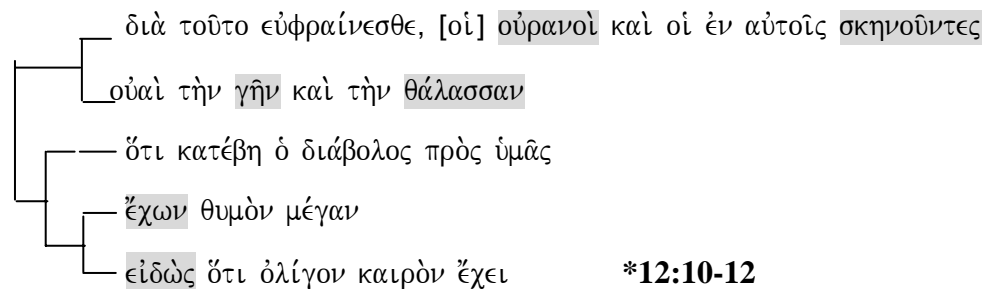 διὰ τοῦτο εὐφραίνεσθε, [οἱ] οὐρανοὶ καὶ οἱ ἐν αὐτοῖς σκηνοῦντες
οὐαὶ τὴν γῆν καὶ τὴν θάλασσαν
ὅτι κατέβη ὁ διάβολος πρὸς ὑμᾶς
ἔχων θυμὸν μέγαν
εἰδὼς ὅτι ὀλίγον καιρὸν ἔχει *12:10-12